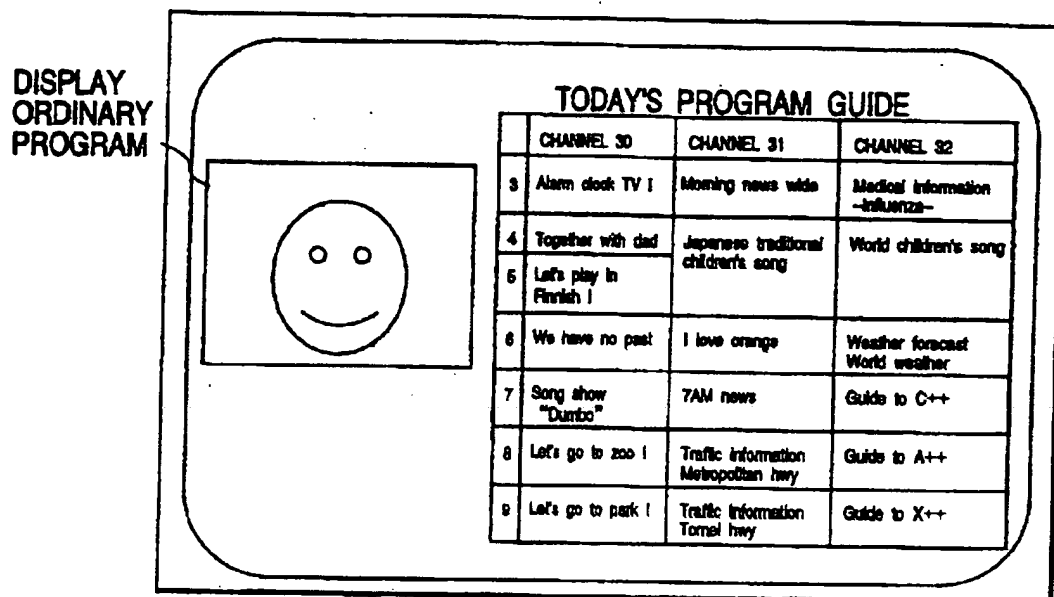 DISPLAY
ORDINARY
PROGRAM
TODAY'S PROGRAM GUIDE
CHANNEL 30 CHANNEL 31 CHANNEL 32
3 Alarm clock TV ! Morning news wide Medical information
-Influenza-
4 Together with dad Japanese traditional World children's song
children's song
5 Let's play in
Finnish !
6 We have no past I love orange Weather forecast
World weather
7 Song show 7AM news Guide to C++
"Dumbo"
8 Let's go to zoo ! Traffic information Guide to A++
Metropolitan hwy
9 Let's go to park ! Traffic information Guide to X++
Tomei hwy